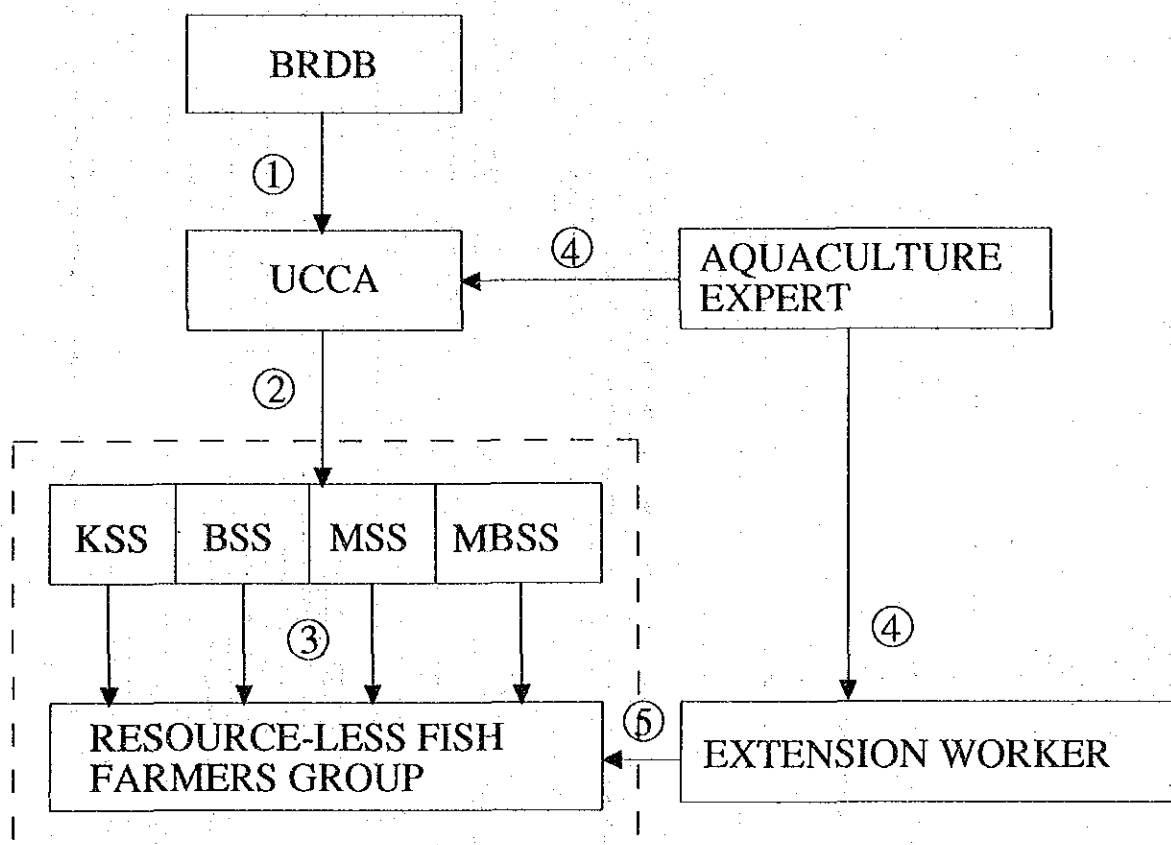 BRDB
①
UCCA
④
AQUACULTURE
EXPERT
②
KSS BSS MSS MBSS
③
④
RESOURCE-LESS FISH
FARMERS GROUP
⑤
EXTENSION WORKER